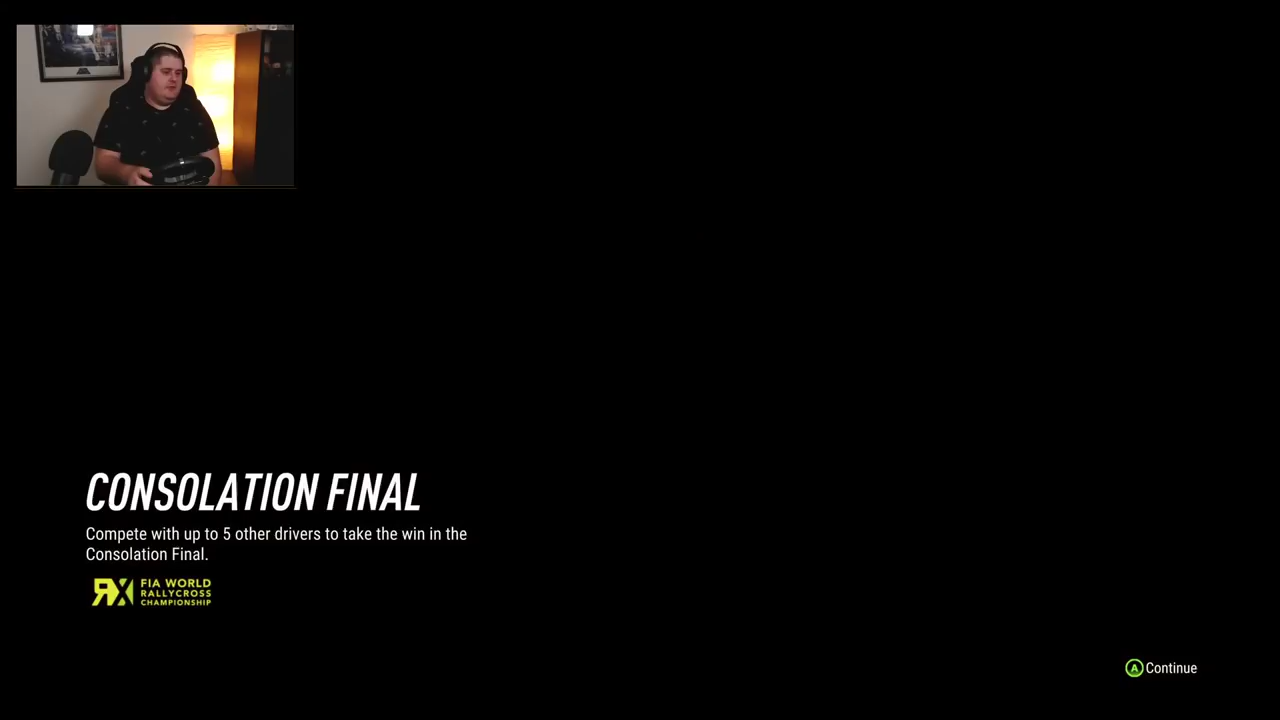 CONSOLATION FINAL
Compete with up to 5 other drivers to take the win in the
Consolation Final.
RX FIA WORLD
RALLYCROSS
CHAMPIONSHIP
A Continue